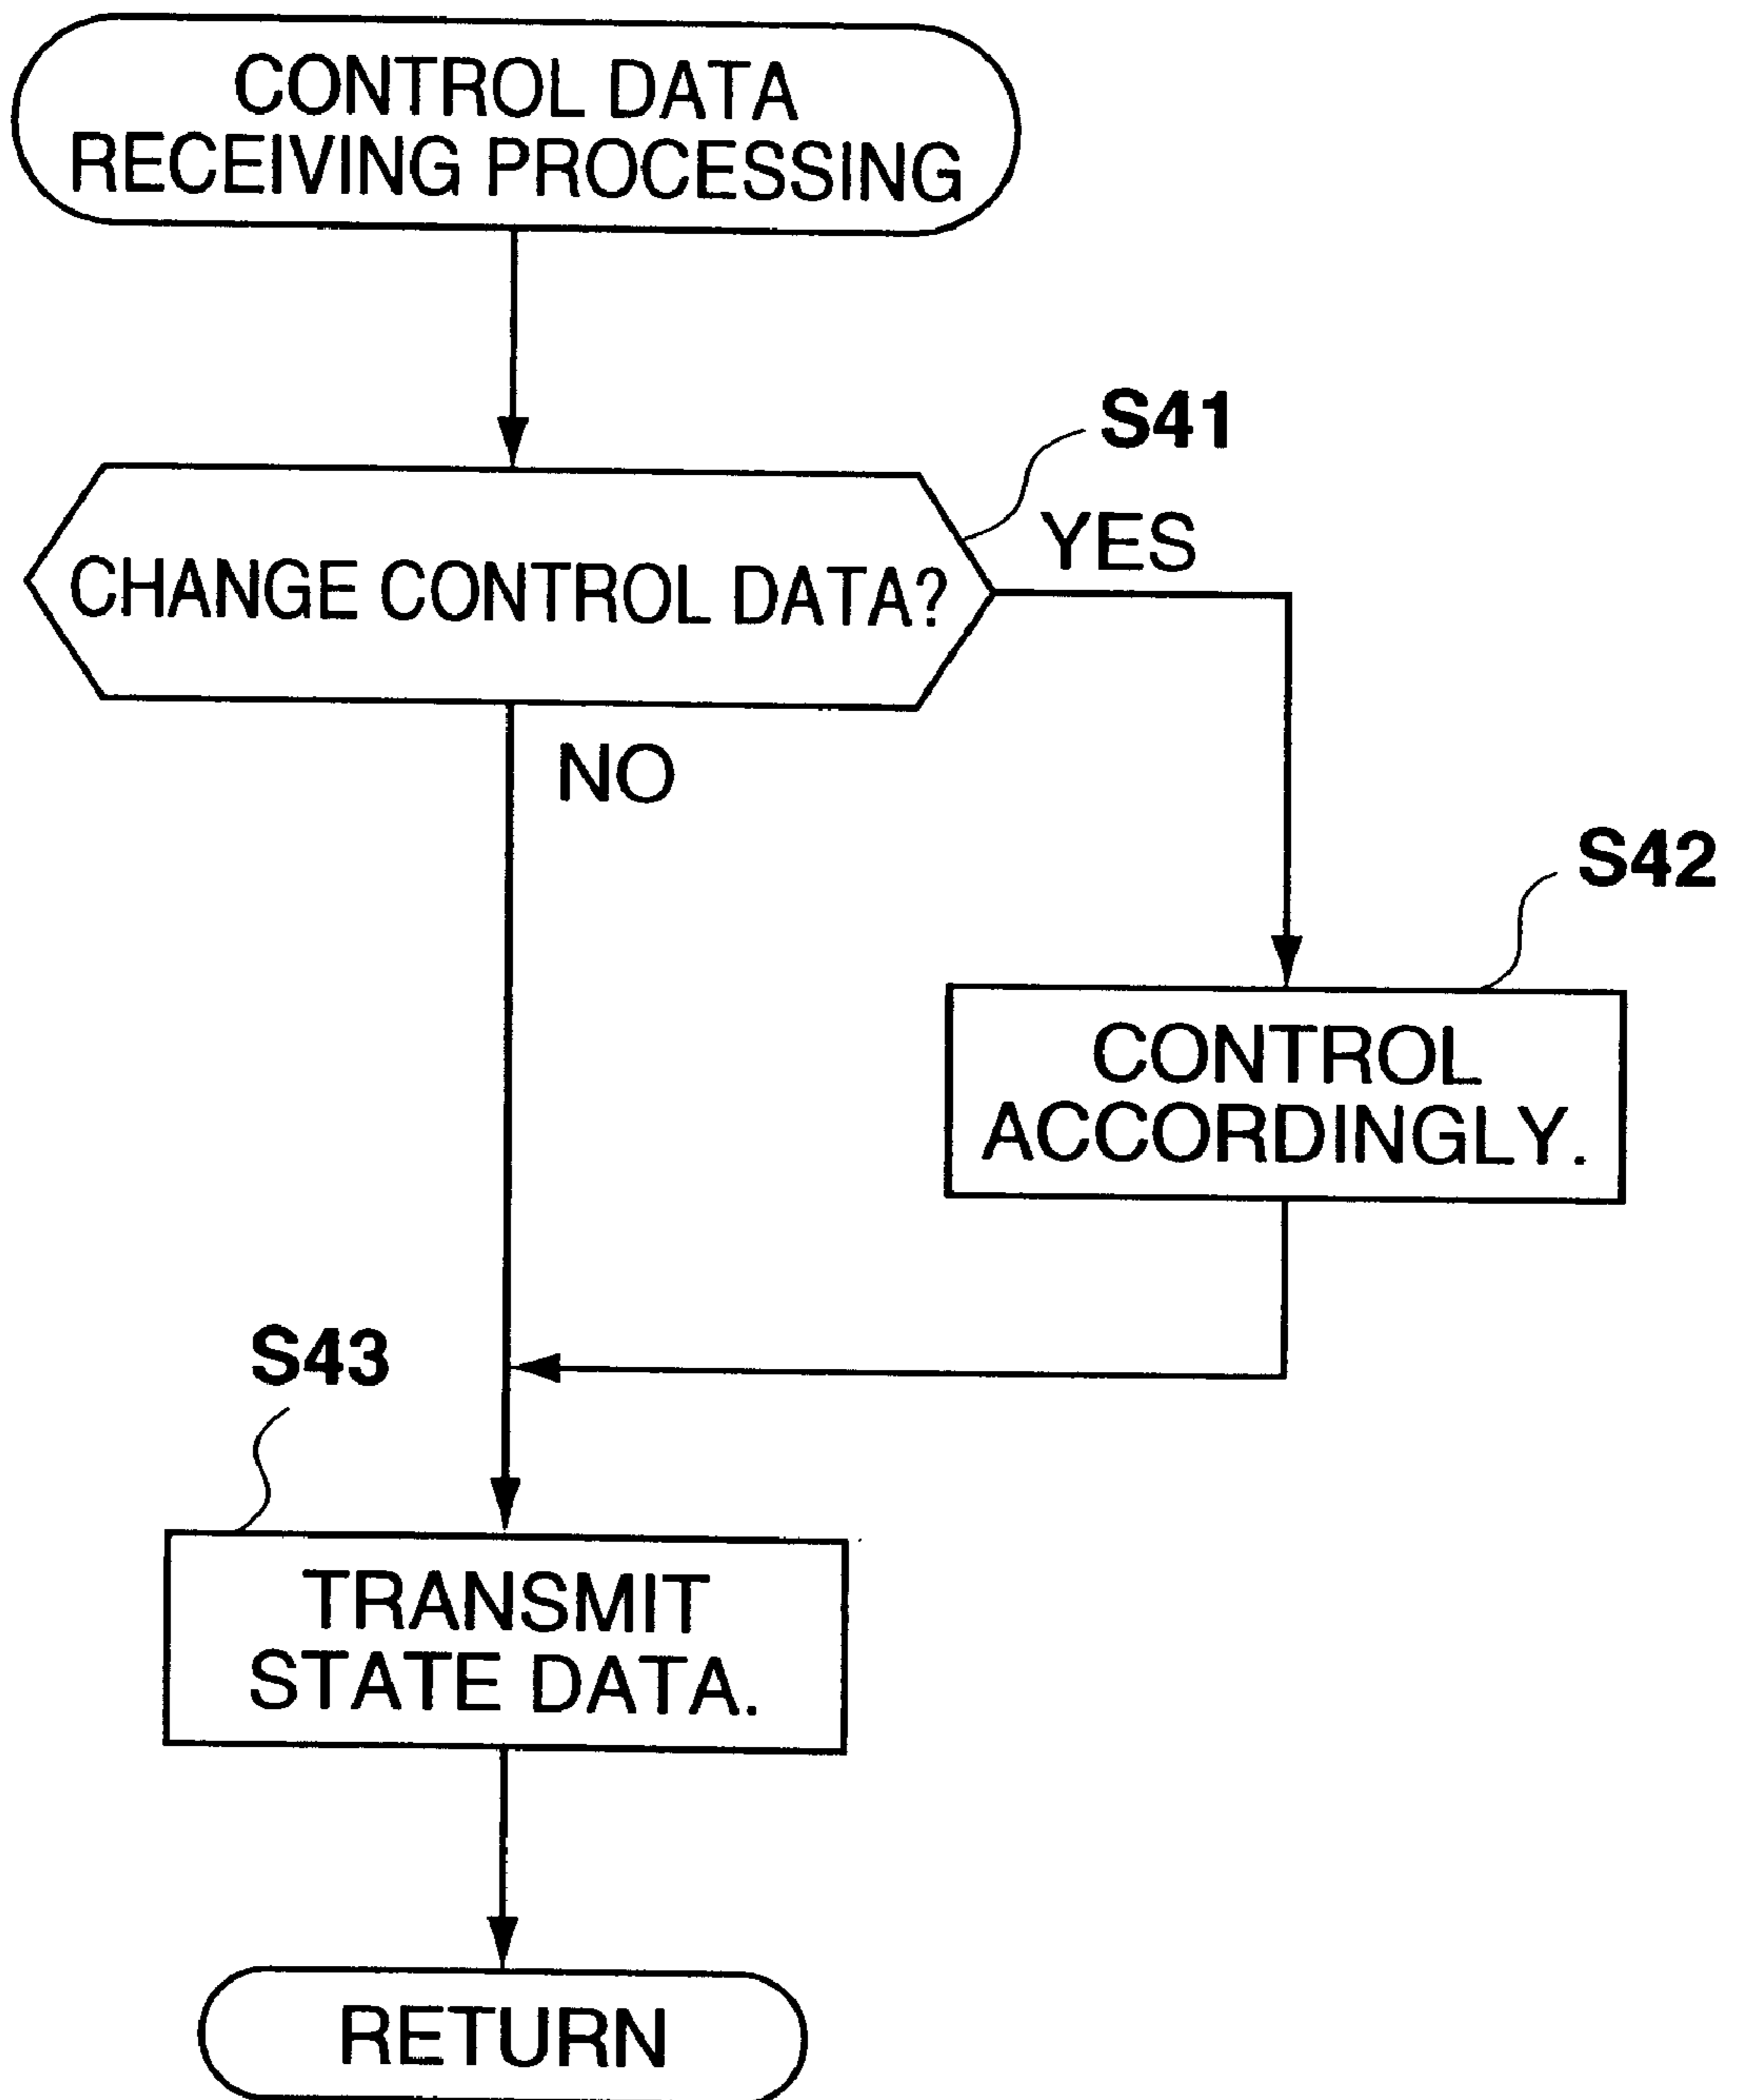 CONTROL DATA
RECEIVING PROCESSING
S41
YES
CHANGE CONTROL DATA?
NO
S42
CONTROL
ACCORDINGLY.
S43
TRANSMIT
STATE DATA.
RETURN